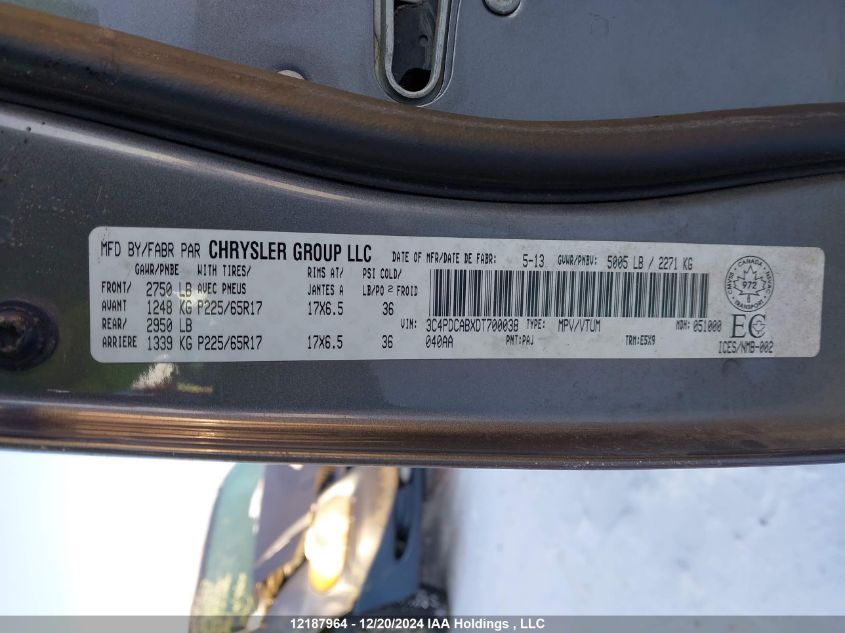 MFD BY/FABR PAR CHRYSLER GROUP LLC DATE OF MFR/DATE DE FABR: 5-13 GVWR/PNBV: 5005 LB / 2271 KG
GAWR/PNBE WITH TIRES/ RIMS AT/ PSI COLD/
FRONT/ 2750 LB AVEC PNEUS JANTES A LB/PO 2 FROID
AVANT 1248 KG P225/65R17 17X6.5 36
REAR/ 2950 LB
ARRIERE 1339 KG P225/65R17 17X6.5 36
VIN: 3C4PDCABXDT700038 TYPE: MPV/VTUM MDH: 051000
040AA PNT:PAJ TRM:E5X9
CANADA
972
TRANSPORT
EC
ICES/NMB-002
12187964 - 12/20/2024 IAA Holdings , LLC